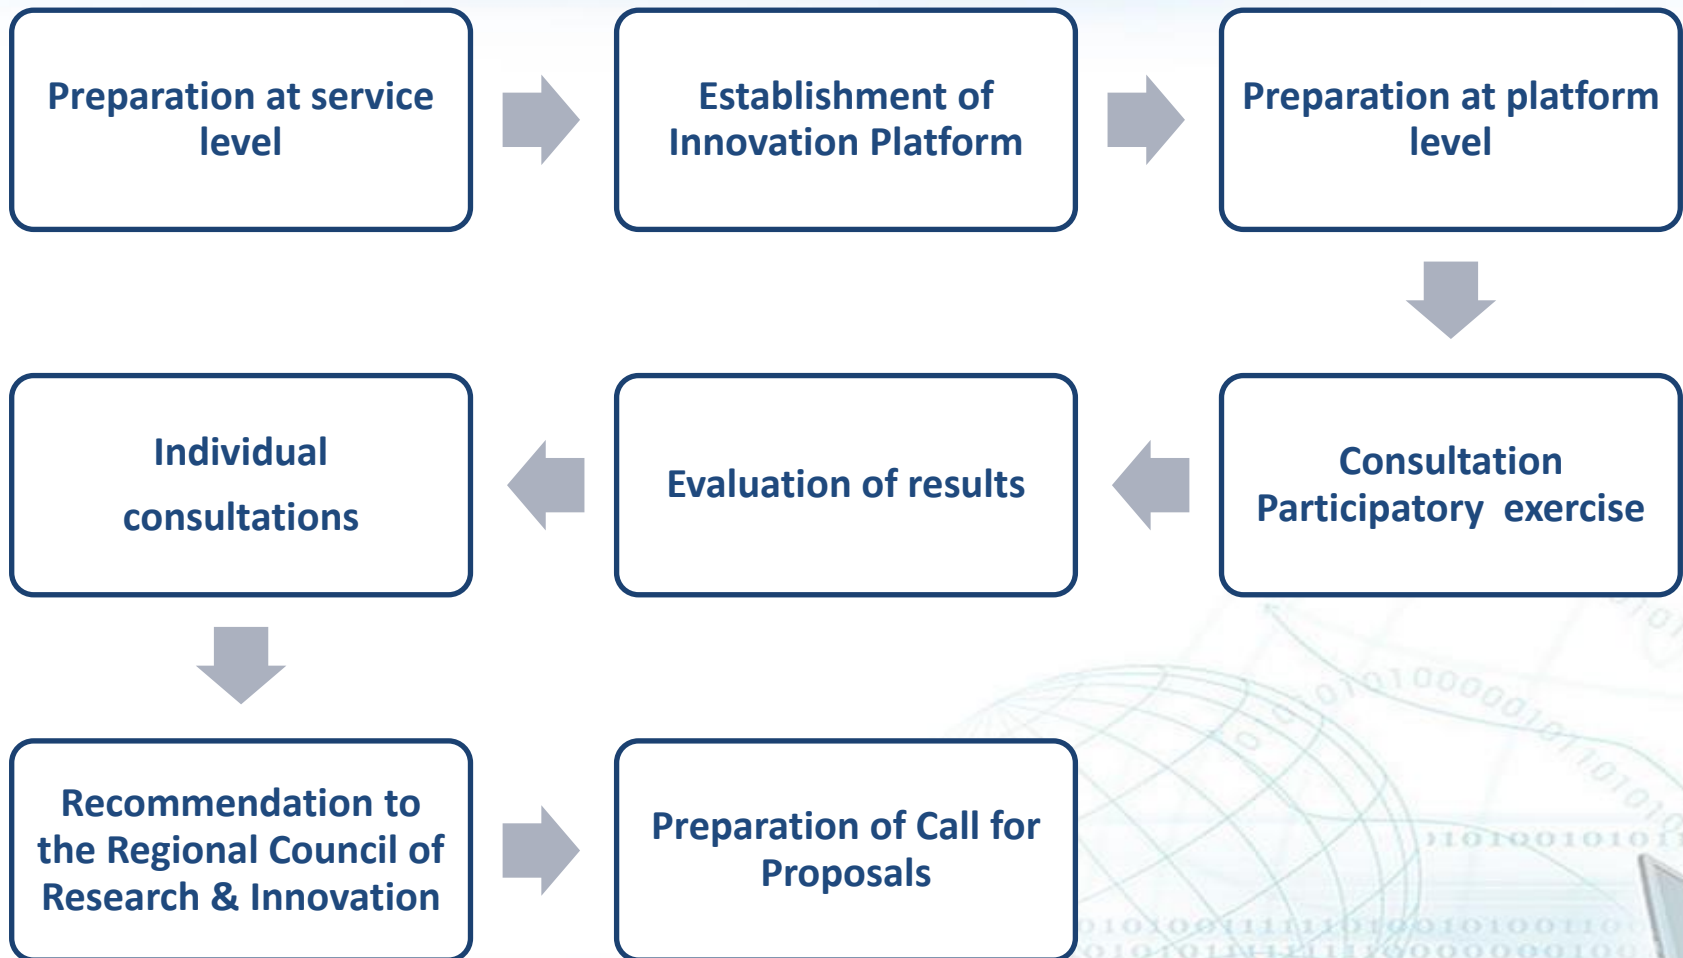 Preparation at service
level
Establishment of
Innovation Platform
Preparation at platform
level
Consultation
Participatory exercise
Evaluation of results
Individual
consultations
Recommendation to
the Regional Council of
Research & Innovation
Preparation of Call for
Proposals